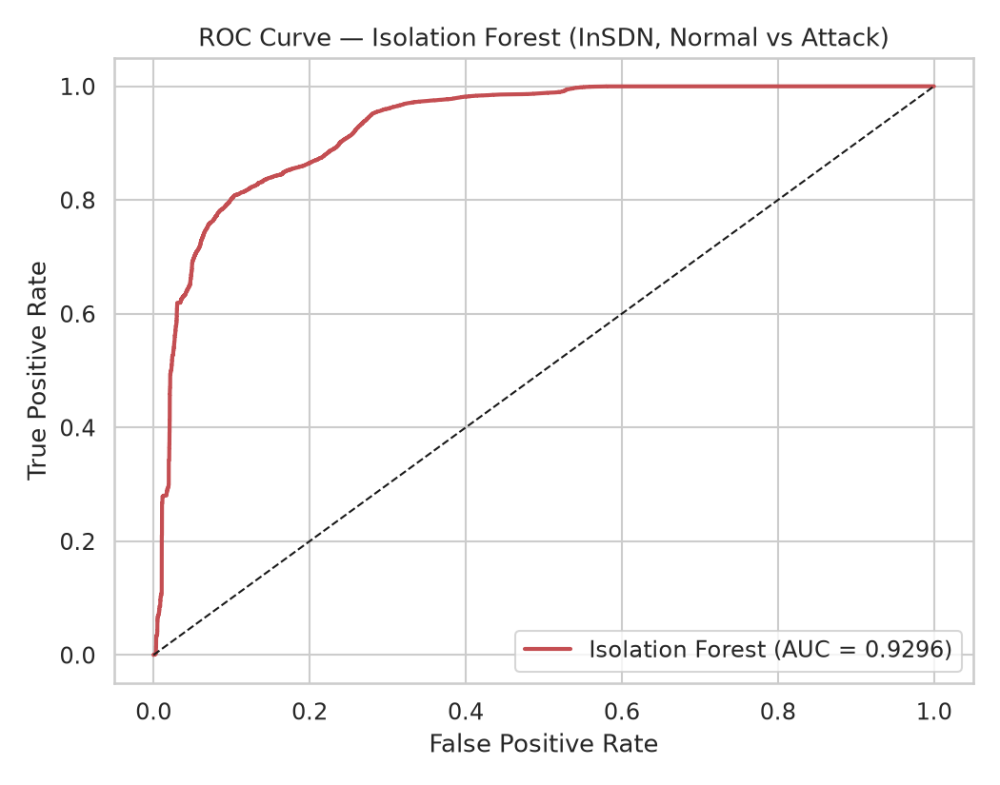 ROC Curve — Isolation Forest (InSDN, Normal vs Attack)
True Positive Rate
1.0
0.8
0.6
0.4
0.2
0.0
Isolation Forest (AUC = 0.9296)
0.0 0.2 0.4 0.6 0.8 1.0
False Positive Rate